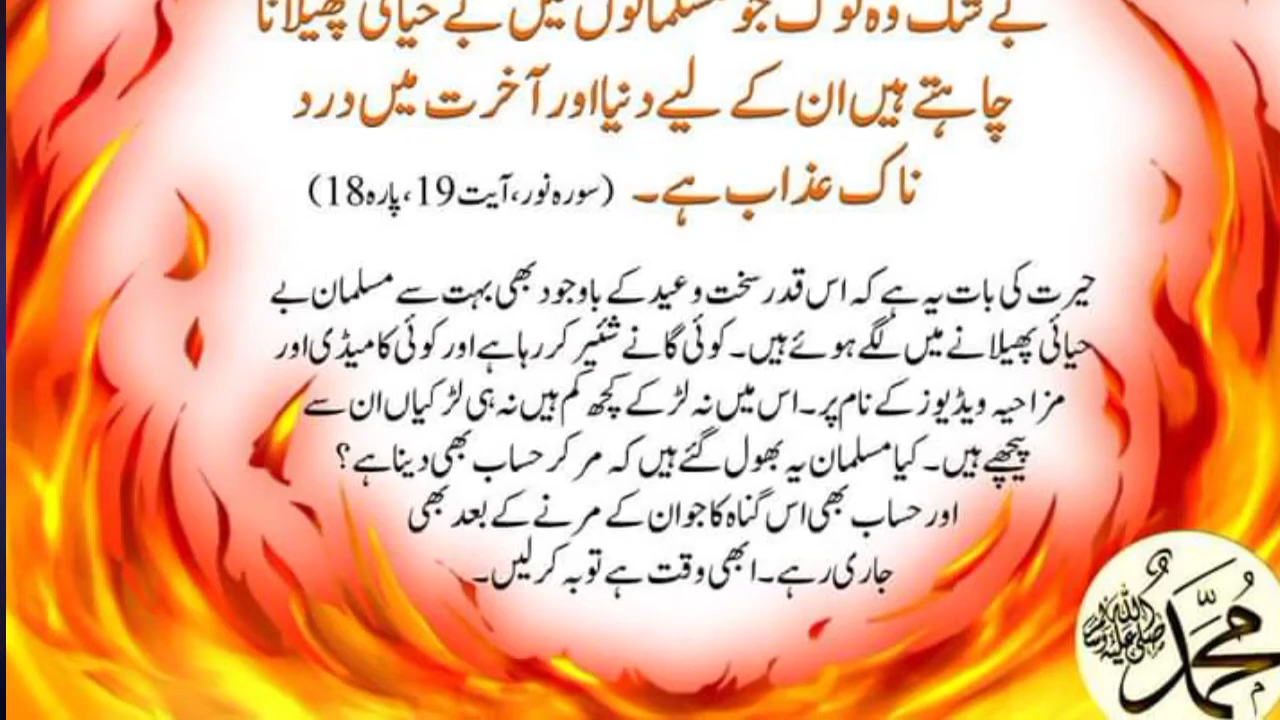 بے شک وہ لوگ جو مسلمانوں میں بے حیائی پھیلانا
چاہتے ہیں ان کے لیے دنیا اور آخرت میں درد
ناک عذاب ہے۔ (سورہ نور، آیت 19، پارہ 18)
حیرت کی بات یہ ہے کہ اس قدر سخت وعید کے باوجود بھی بہت سے مسلمان بے
حیائی پھیلانے میں لگے ہوئے ہیں۔ کوئی گانے شئیر کر رہا ہے اور کوئی کامیڈی اور
مزاحیہ ویڈیوز کے نام پر۔ اس میں نہ لڑکے کچھ کم ہیں نہ ہی لڑکیاں ان سے
پیچھے ہیں۔ کیا مسلمان یہ بھول گئے ہیں کہ مر کر حساب بھی دینا ہے؟
اور حساب بھی اس گناہ کا جو ان کے مرنے کے بعد بھی
جاری رہے۔ ابھی وقت ہے توبہ کر لیں۔
محمد صلى الله عليه وسلم